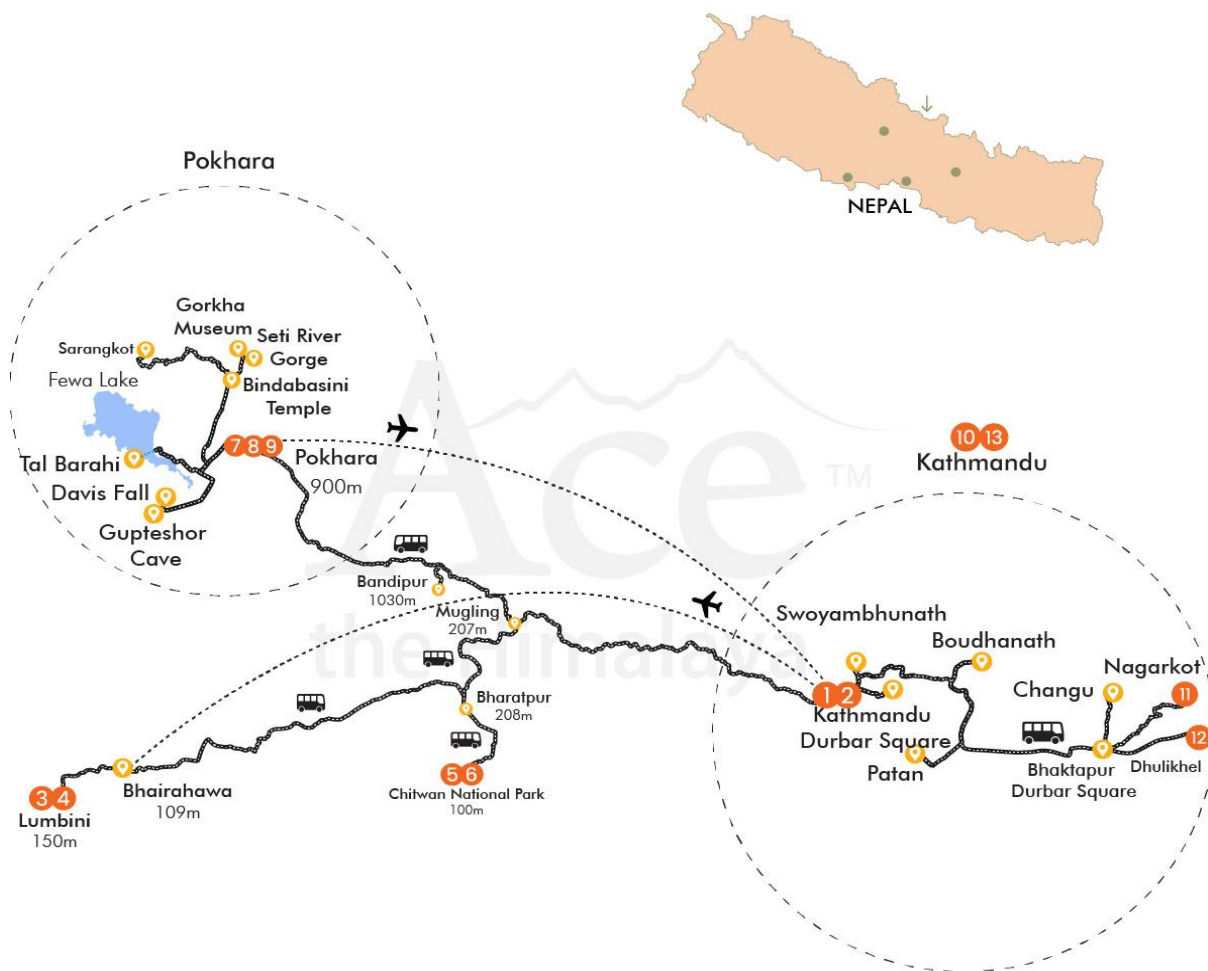 NEPAL
Pokhara
Gorkha
Museum
Seti River
Gorge
Sarangkot
Fewa Lake
Bindabasini
Temple
Tal Barahi
7 8 9
Pokhara
900m
Davis Fall
Gupteshor
Cave
10 13
Kathmandu
Ace TM
the Himalaya
Bandipur
1030m
Mugling
207m
Bharatpur
208m
5 6
Chitwan National Park
100m
Bhairahawa
109m
3 4
Lumbini
150m
Swoyambhunath
Boudhanath
1 2
Kathmandu
Durbar Square
Patan
Changu
Nagarkot
11
12
Bhaktapur
Durbar Square
Dhulikhel